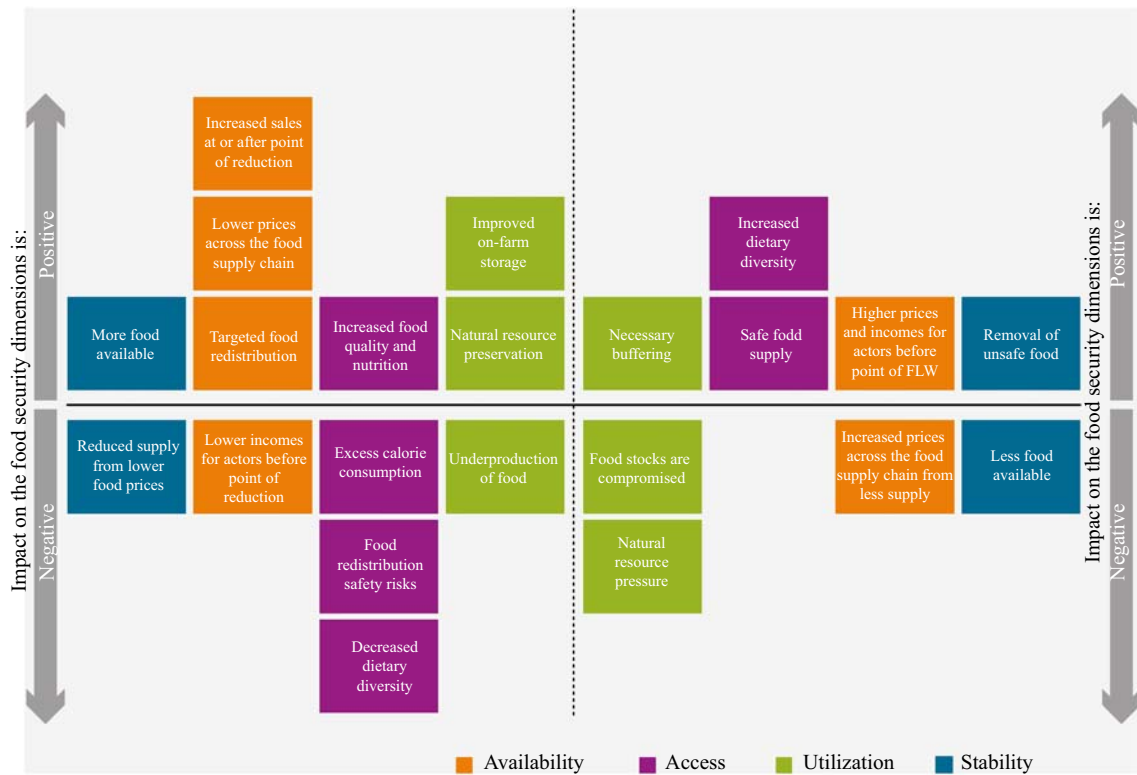 Impact on the food security dimensions is:
Positive
Negative
Increased sales
at or after point
of reduction
Lower prices
across the food
supply chain
Improved
on-farm
storage
Increased
dietary
diversity
More food
available
Targeted food
redistribution
Increased food
quality and
nutrition
Natural resource
preservation
Necessary
buffering
Safe fodd
supply
Higher prices
and incomes for
actors before
point of FLW
Removal of
unsafe food
Reduced supply
from lower
food prices
Lower incomes
for actors before
point of
reduction
Excess calorie
consumption
Underproduction
of food
Food stocks are
compromised
Increased prices
across the food
supply chain from
less supply
Less food
available
Food
redistribution
safety risks
Natural
resource
pressure
Decreased
dietary
diversity
Impact on the food security dimensions is:
Positive
Negative
Availability
Access
Utilization
Stability